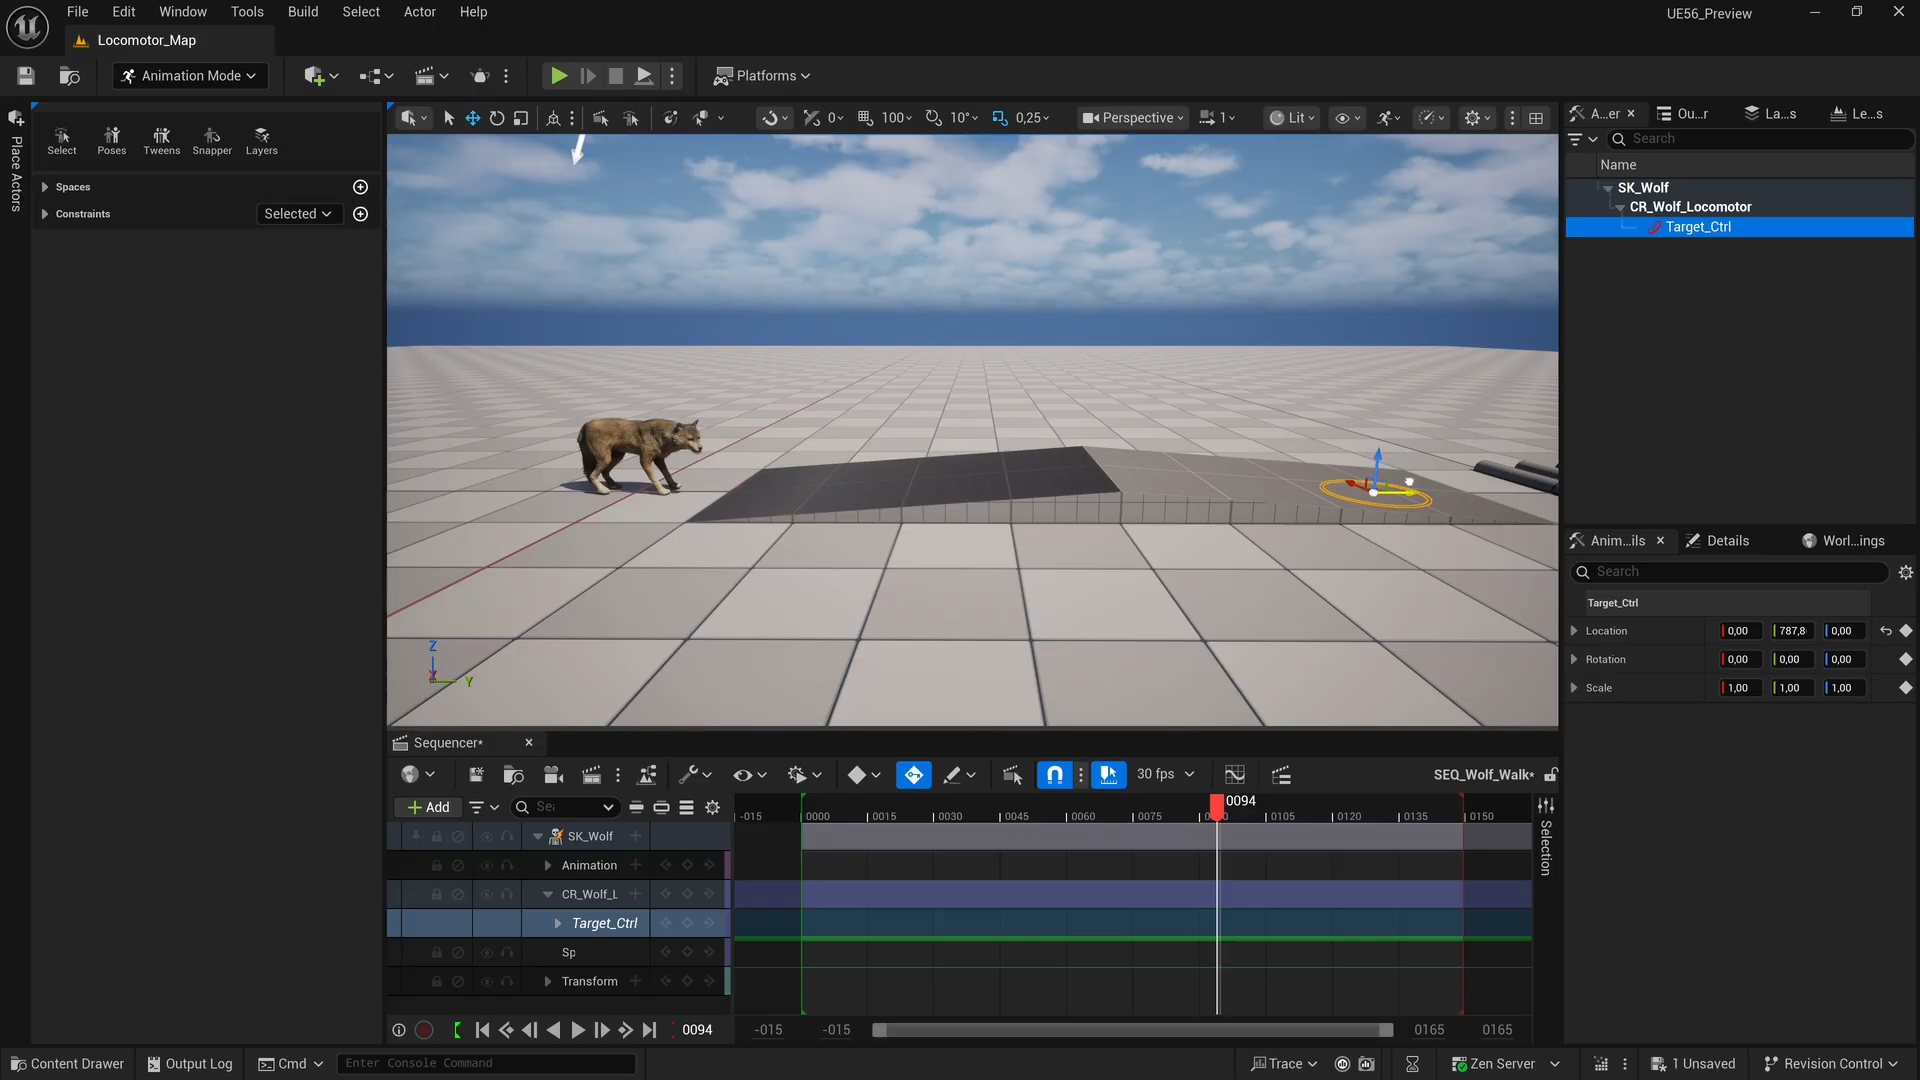 File Edit Window Tools Build Select Actor Help
UE56_Preview
Locomotor_Map
Animation Mode
Platforms
Place Actors
Select Poses Tweens Snapper Layers
Spaces
Constraints Selected
0 100 10° 0,25 Perspective 1 Lit
Z
X
Y
A...er Ou...r La...s Le...s
Search
Name
SK_Wolf
CR_Wolf_Locomotor
Target_Ctrl
Anim...ils Details Worl...ings
Search
Target_Ctrl
Location 0,00 787,8 0,00
Rotation 0,00 0,00 0,00
Scale 1,00 1,00 1,00
Sequencer*
30 fps SEQ_Wolf_Walk*
Add
0094
-015 0000 0015 0030 0045 0060 0075 0105 0120 0135 0150
SK_Wolf
Animation
CR_Wolf_L
Target_Ctrl
Sp
Transform
Selection
0094 -015 -015 0165 0165
Content Drawer Output Log Cmd Enter Console Command Trace Zen Server 1 Unsaved Revision Control